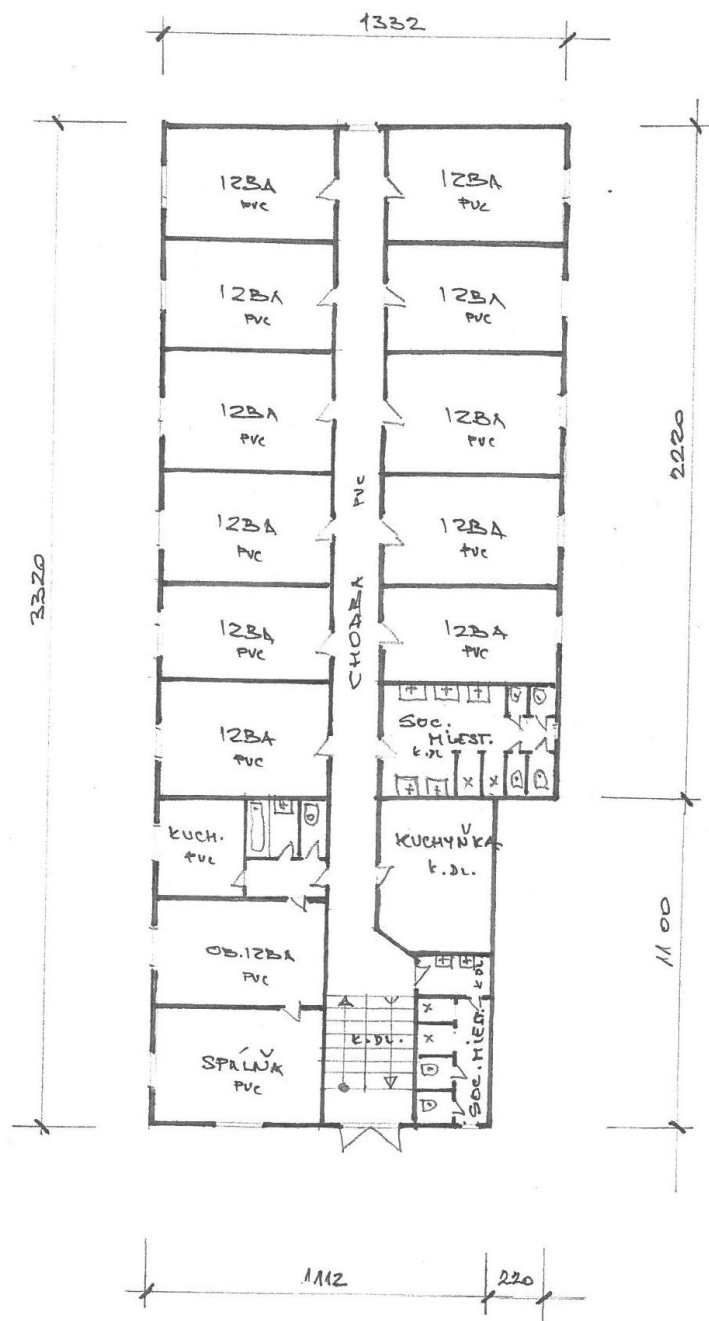 1332
IZBA
PVC
IZBA
PVC
IZBA
PVC
IZBA
PVC
IZBA
PVC
IZBA
PVC
IZBA
PVC
IZBA
PVC
IZBA
PVC
IZBA
PVC
IZBA
PVC
CHODBA PVC
3320
2220
SOC.
MIEST.
K.DL
KUCH.
PVC
KUCHYŇKA
K.DL.
OB.IZBA
PVC
1100
SPÁLŇA
PVC
K.DL.
SOC.MIEST.
K.DL
1112
220